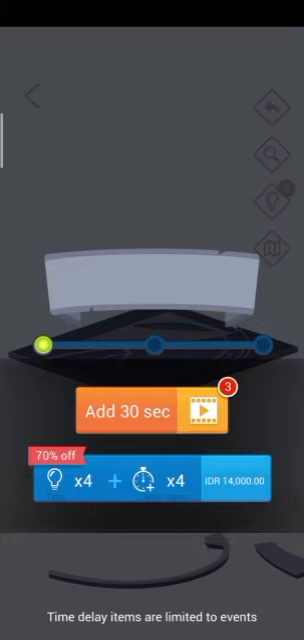 3
Add 30 sec
70% off
x4 + x4 IDR 14,000.00
Time delay items are limited to events